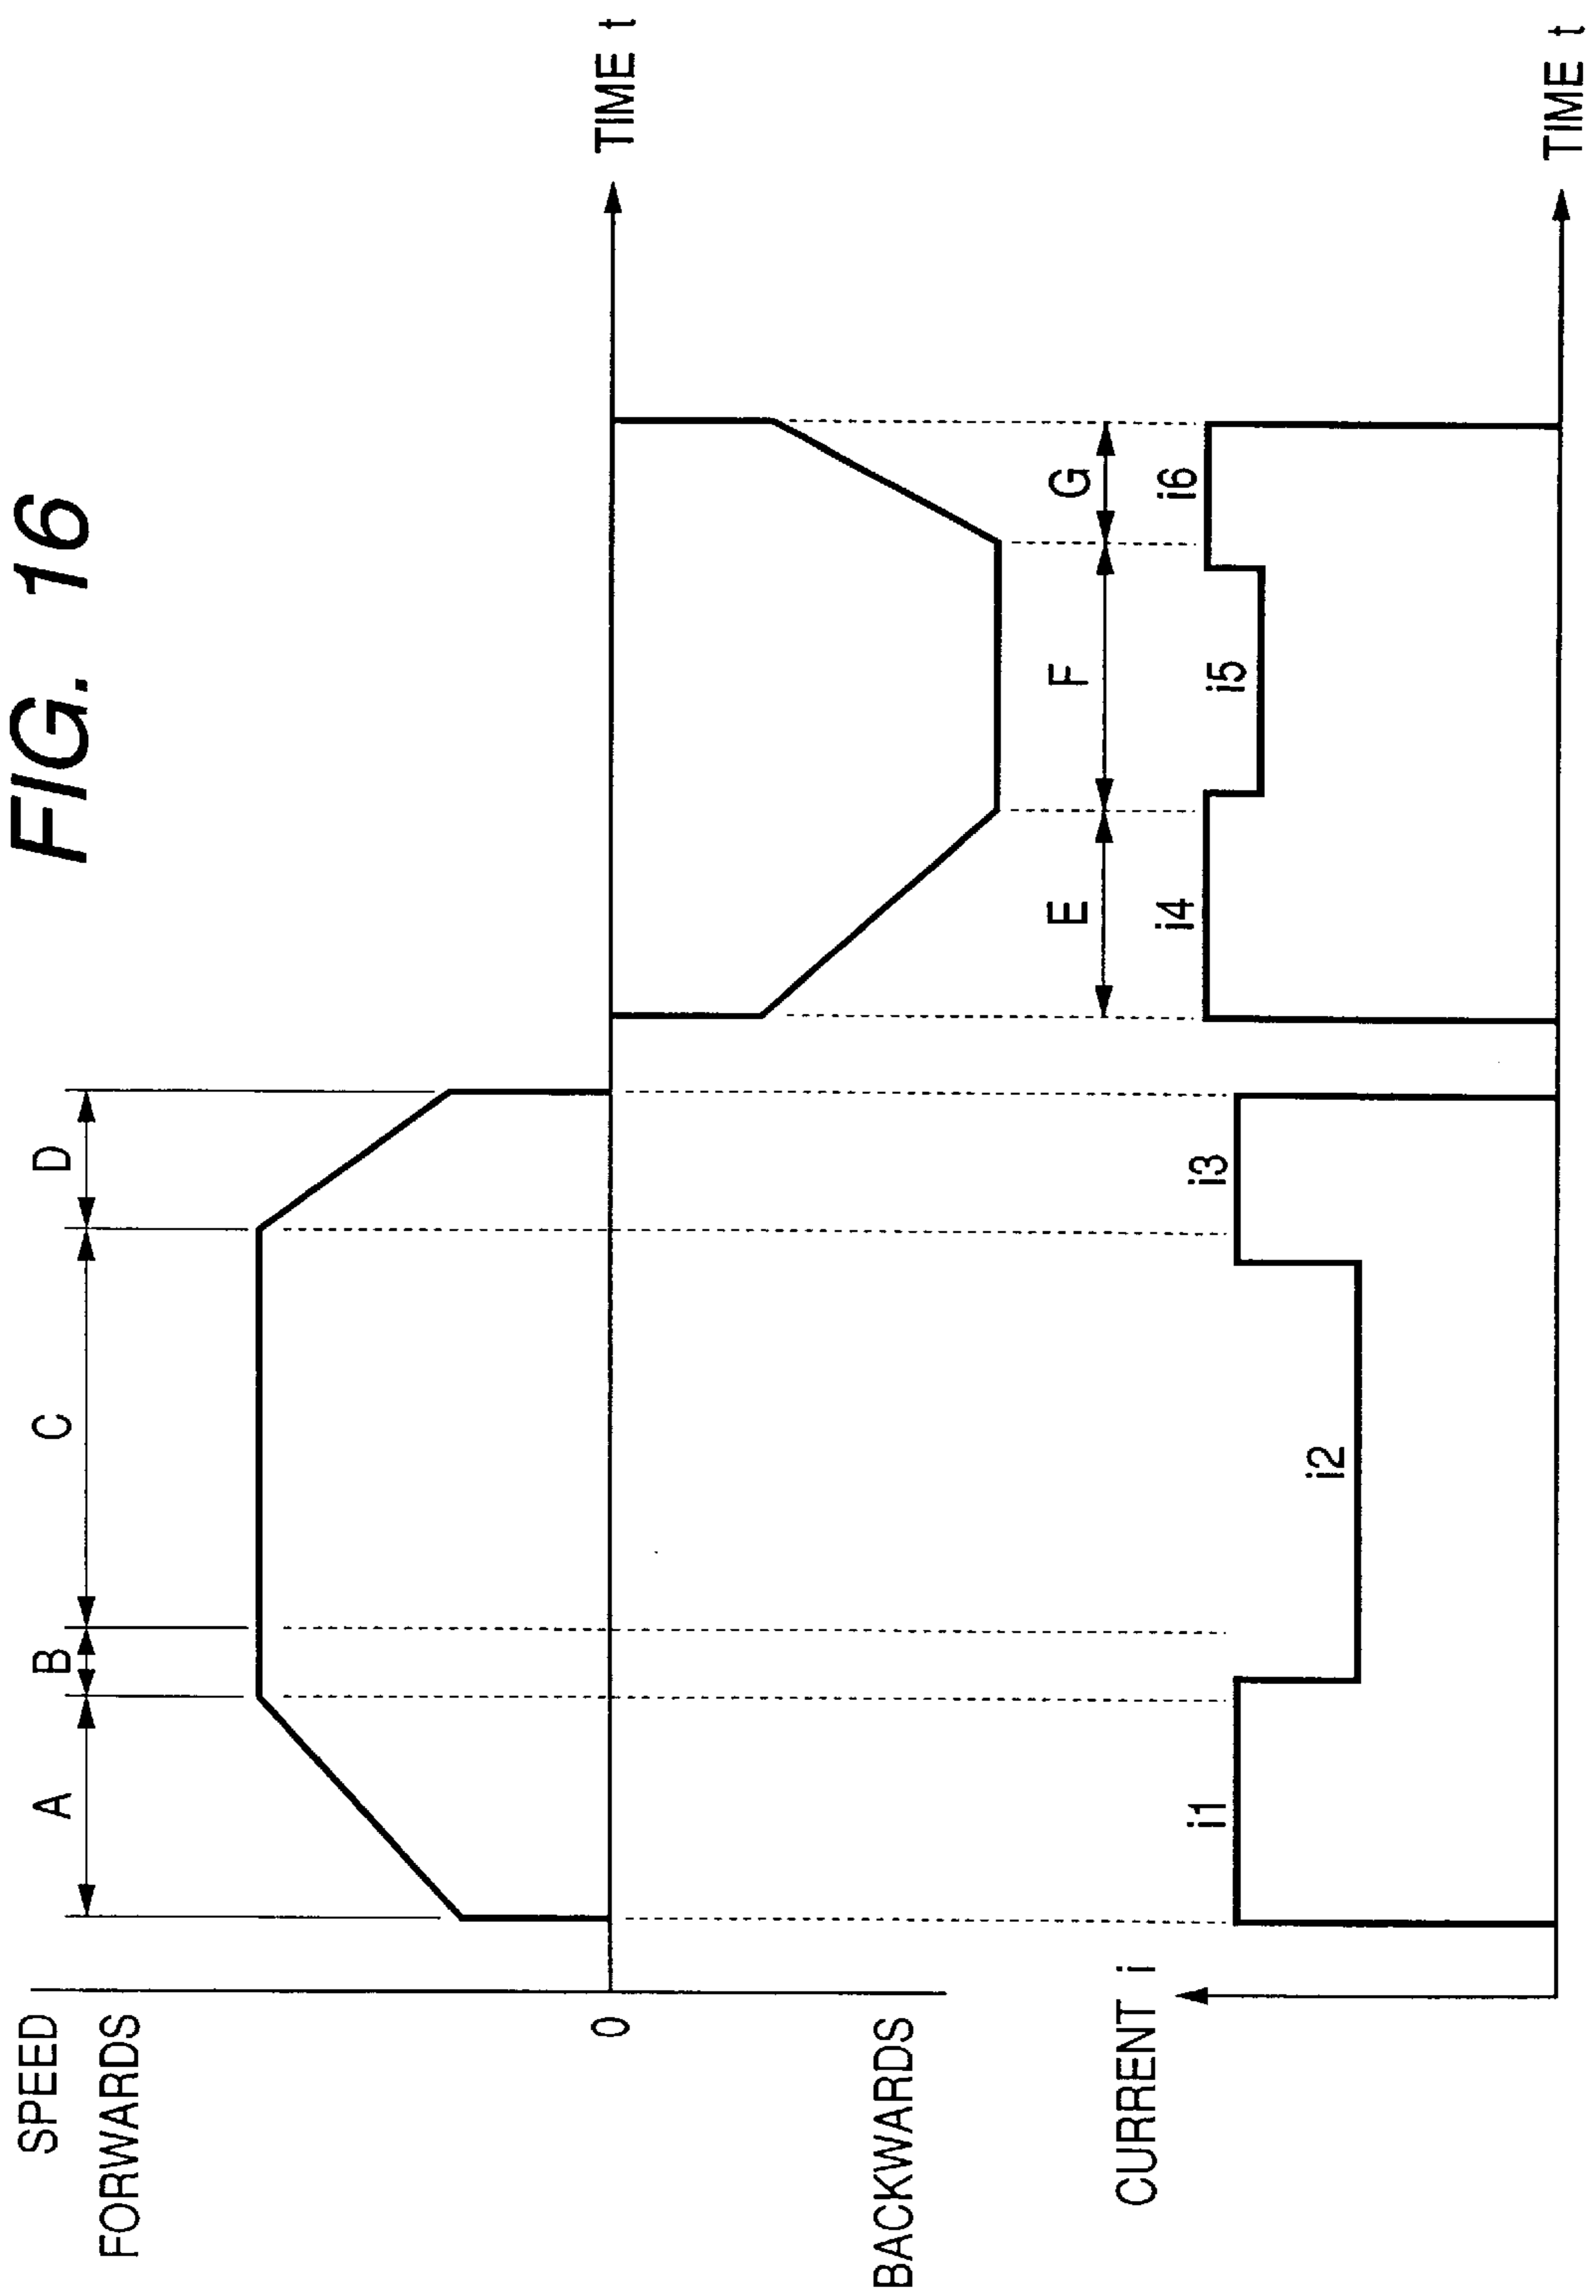 FIG. 16
SPEED
FORWARDS
A
B
C
D
0
TIME t
BACKWARDS
E
F
G
CURRENT i
i1
i2
i3
i4
i5
i6
TIME t